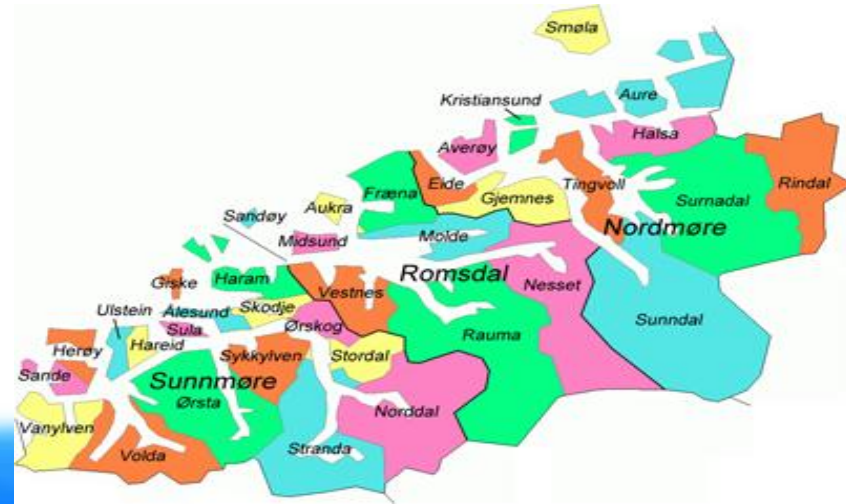 Smøla
Kristiansund
Aure
Averøy
Halsa
Fræna
Eide
Tingvoll
Rindal
Surnadal
Gjemnes
Aukra
Sandøy
Nordmøre
Midsund
Molde
Romsdal
Giske
Haram
Vestnes
Nesset
Ulstein
Ålesund
Skodje
Sunndal
Sula
Ørskog
Rauma
Hareid
Herøy
Sykkylven
Stordal
Sande
Sunnmøre
Ørsta
Norddal
Vanylven
Volda
Stranda